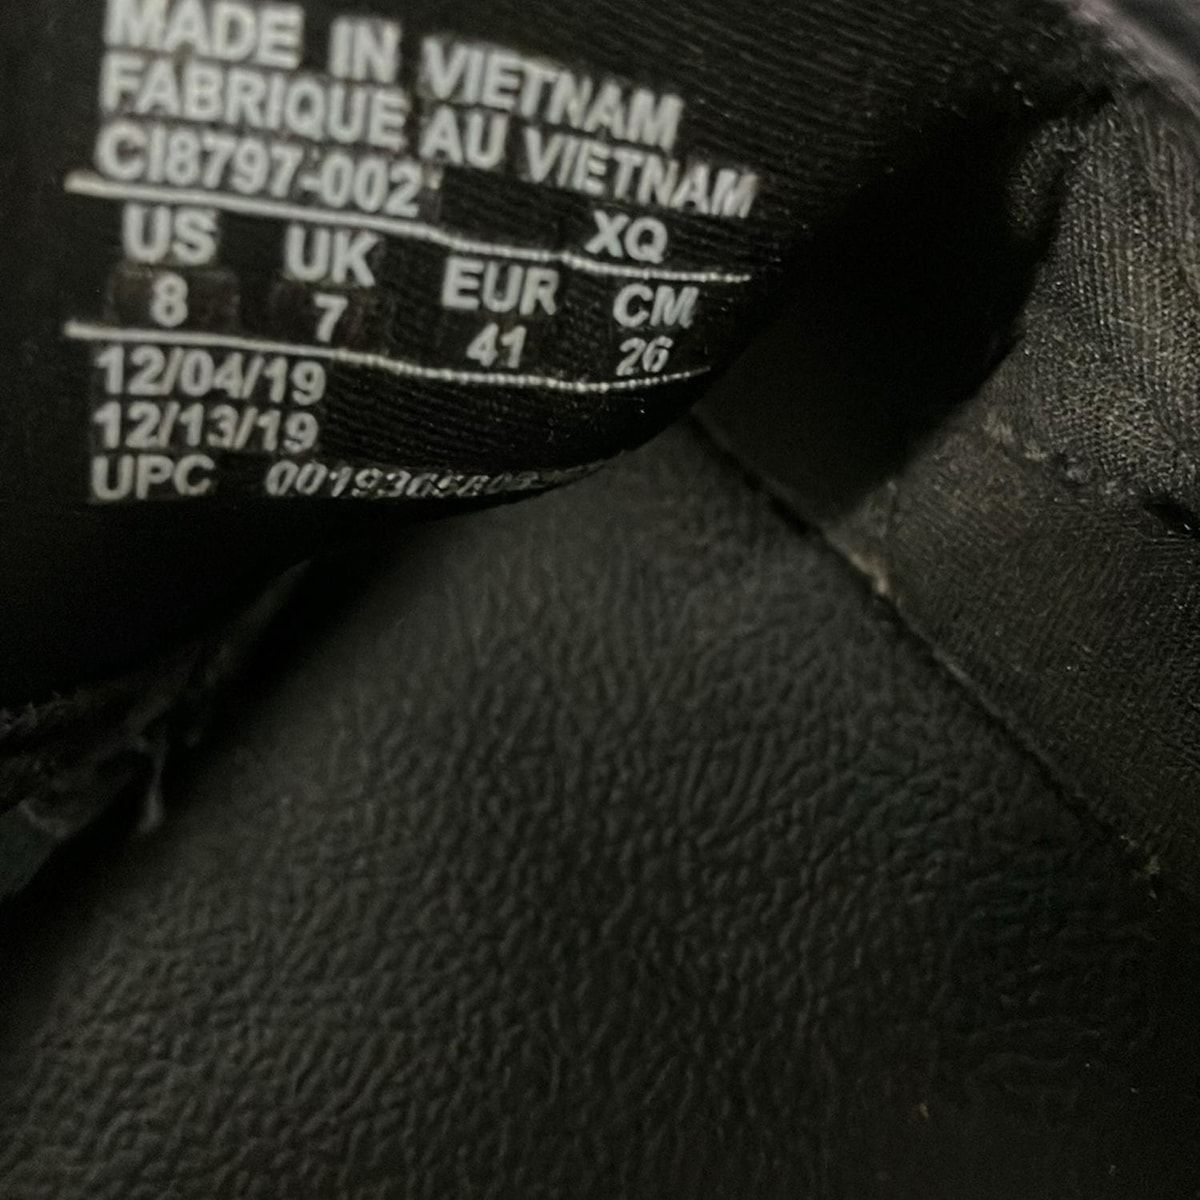 MADE IN VIETNAM
FABRIQUE AU VIETNAM
CI8797-002 XQ
US UK EUR CM
8 7 41 26
12/04/19
12/13/19
UPC